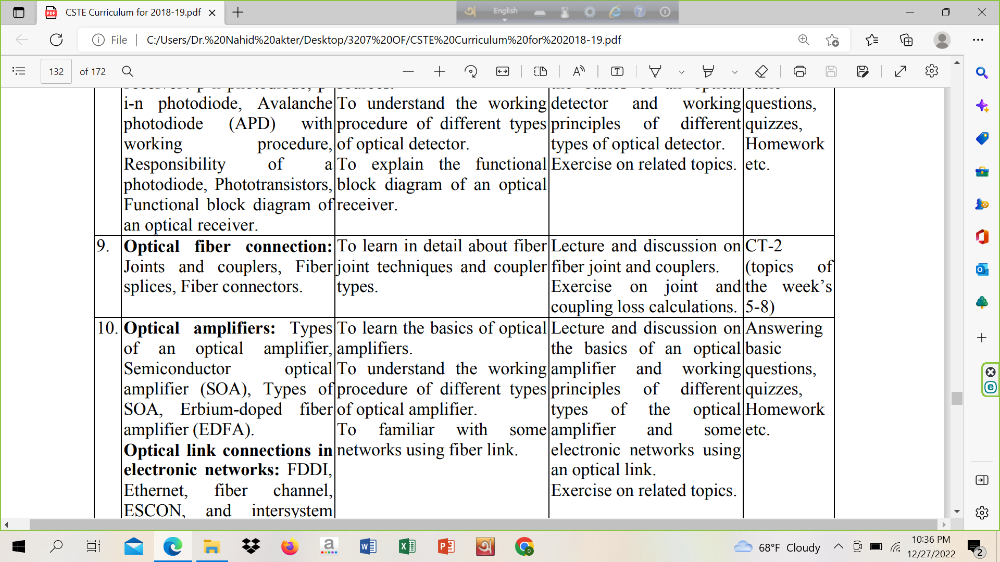 CSTE Curriculum for 2018-19.pdf
English
File
C:/Users/Dr.%20Nahid%20akter/Desktop/3207%20OF/CSTE%20Curriculum%20for%202018-19.pdf
132 of 172
i-n photodiode, Avalanche
photodiode (APD) with
working procedure,
Responsibility of a
photodiode, Phototransistors,
Functional block diagram of
an optical receiver.
To understand the working
procedure of different types
of optical detector.
To explain the functional
block diagram of an optical
receiver.
detector and working
principles of different
types of optical detector.
Exercise on related topics.
questions,
quizzes,
Homework
etc.
9.
Optical fiber connection:
Joints and couplers, Fiber
splices, Fiber connectors.
To learn in detail about fiber
joint techniques and coupler
types.
Lecture and discussion on
fiber joint and couplers.
Exercise on joint and
coupling loss calculations.
CT-2
(topics of
the week’s
5-8)
10.
Optical amplifiers: Types
of an optical amplifier,
Semiconductor optical
amplifier (SOA), Types of
SOA, Erbium-doped fiber
amplifier (EDFA).
Optical link connections in
electronic networks: FDDI,
Ethernet, fiber channel,
ESCON, and intersystem
To learn the basics of optical
amplifiers.
To understand the working
procedure of different types
of optical amplifier.
To familiar with some
networks using fiber link.
Lecture and discussion on
the basics of an optical
amplifier and working
principles of different
types of the optical
amplifier and some
electronic networks using
an optical link.
Exercise on related topics.
Answering
basic
questions,
quizzes,
Homework
etc.
68°F Cloudy
10:36 PM
12/27/2022
2